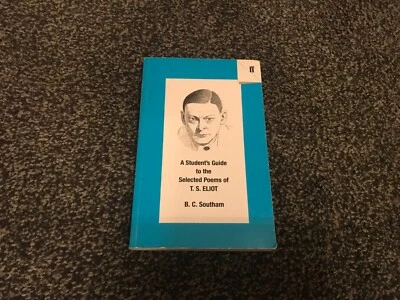 ff
A Student's Guide
to the
Selected Poems of
T. S. ELIOT
B. C. Southam